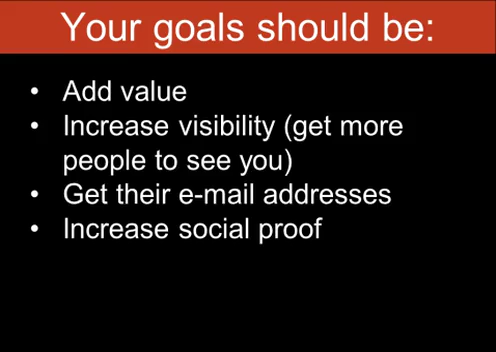 Your goals should be:
• Add value
• Increase visibility (get more
people to see you)
• Get their e-mail addresses
• Increase social proof